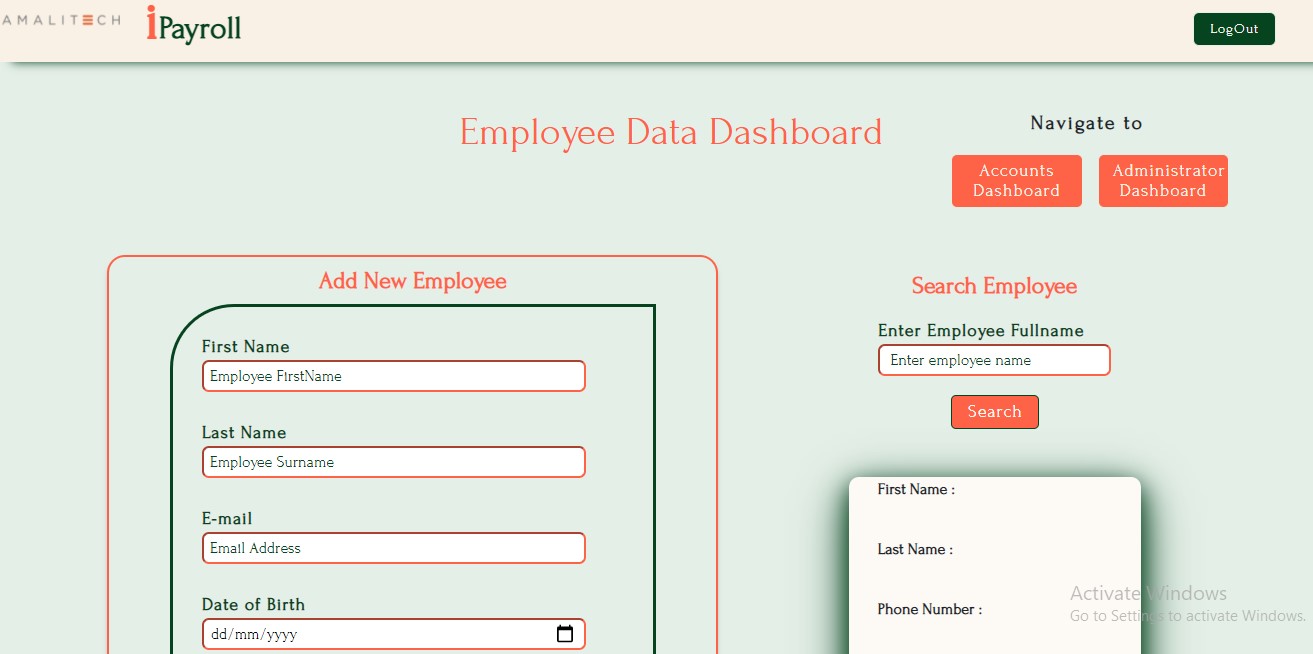 AMALITECH
iPayroll
LogOut
Employee Data Dashboard
Navigate to
Accounts
Dashboard
Administrator
Dashboard
Add New Employee
First Name
Employee FirstName
Last Name
Employee Surname
E-mail
Email Address
Date of Birth
dd/mm/yyyy
Search Employee
Enter Employee Fullname
Enter employee name
Search
First Name :
Last Name :
Phone Number :
Activate Windows
Go to Settings to activate Windows.